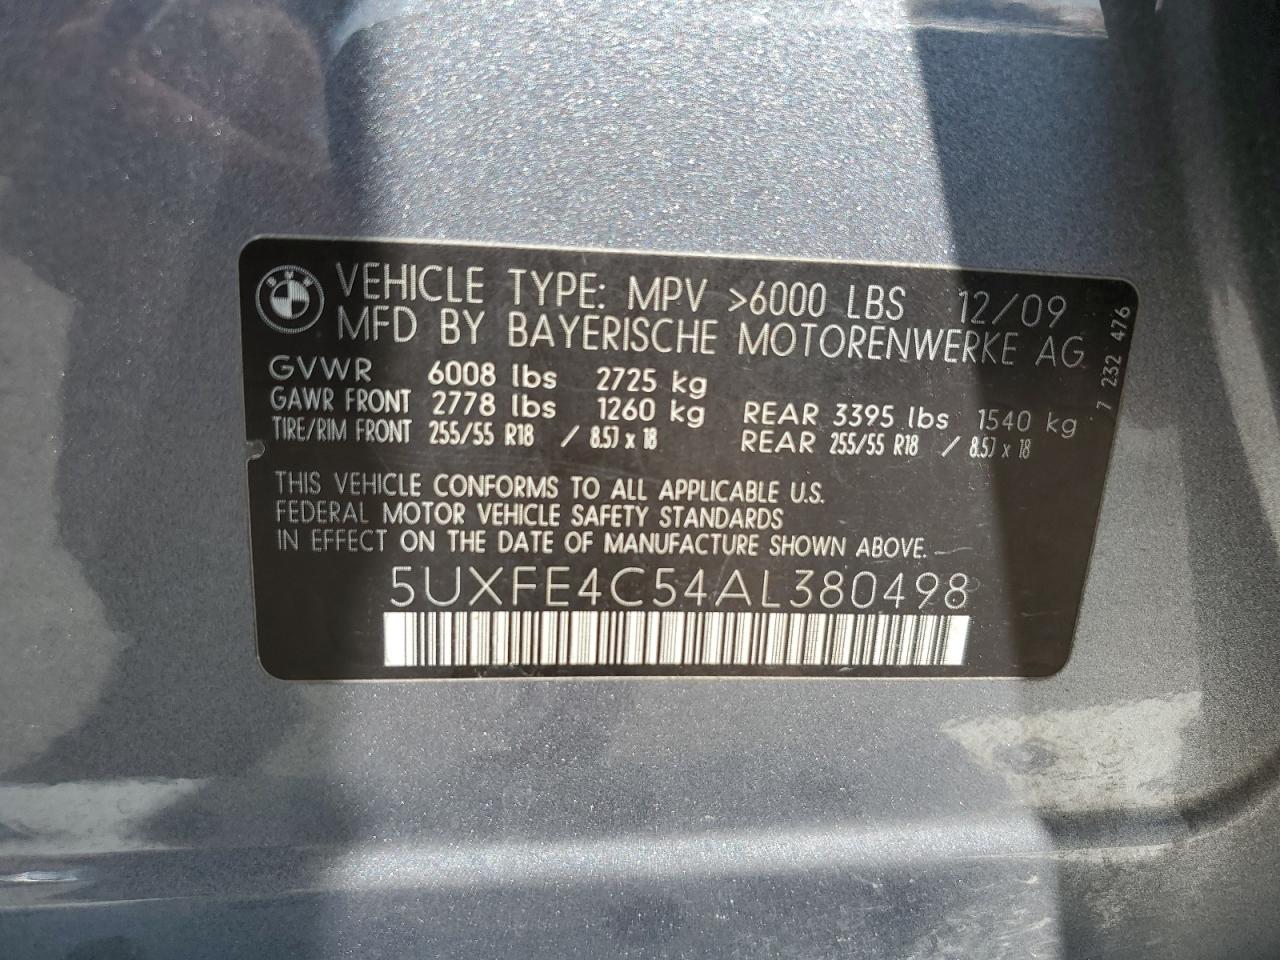 VEHICLE TYPE: MPV >6000 LBS 12/09
MFD BY BAYERISCHE MOTORENWERKE AG
GVWR 6008 lbs 2725 kg
GAWR FRONT 2778 lbs 1260 kg REAR 3395 lbs 1540 kg
TIRE/RIM FRONT 255/55 R18 / 8.5J x 18 REAR 255/55 R18 / 8.5J x 18
THIS VEHICLE CONFORMS TO ALL APPLICABLE U.S.
FEDERAL MOTOR VEHICLE SAFETY STANDARDS
IN EFFECT ON THE DATE OF MANUFACTURE SHOWN ABOVE.
5UXFE4C54AL380498
7 232 476